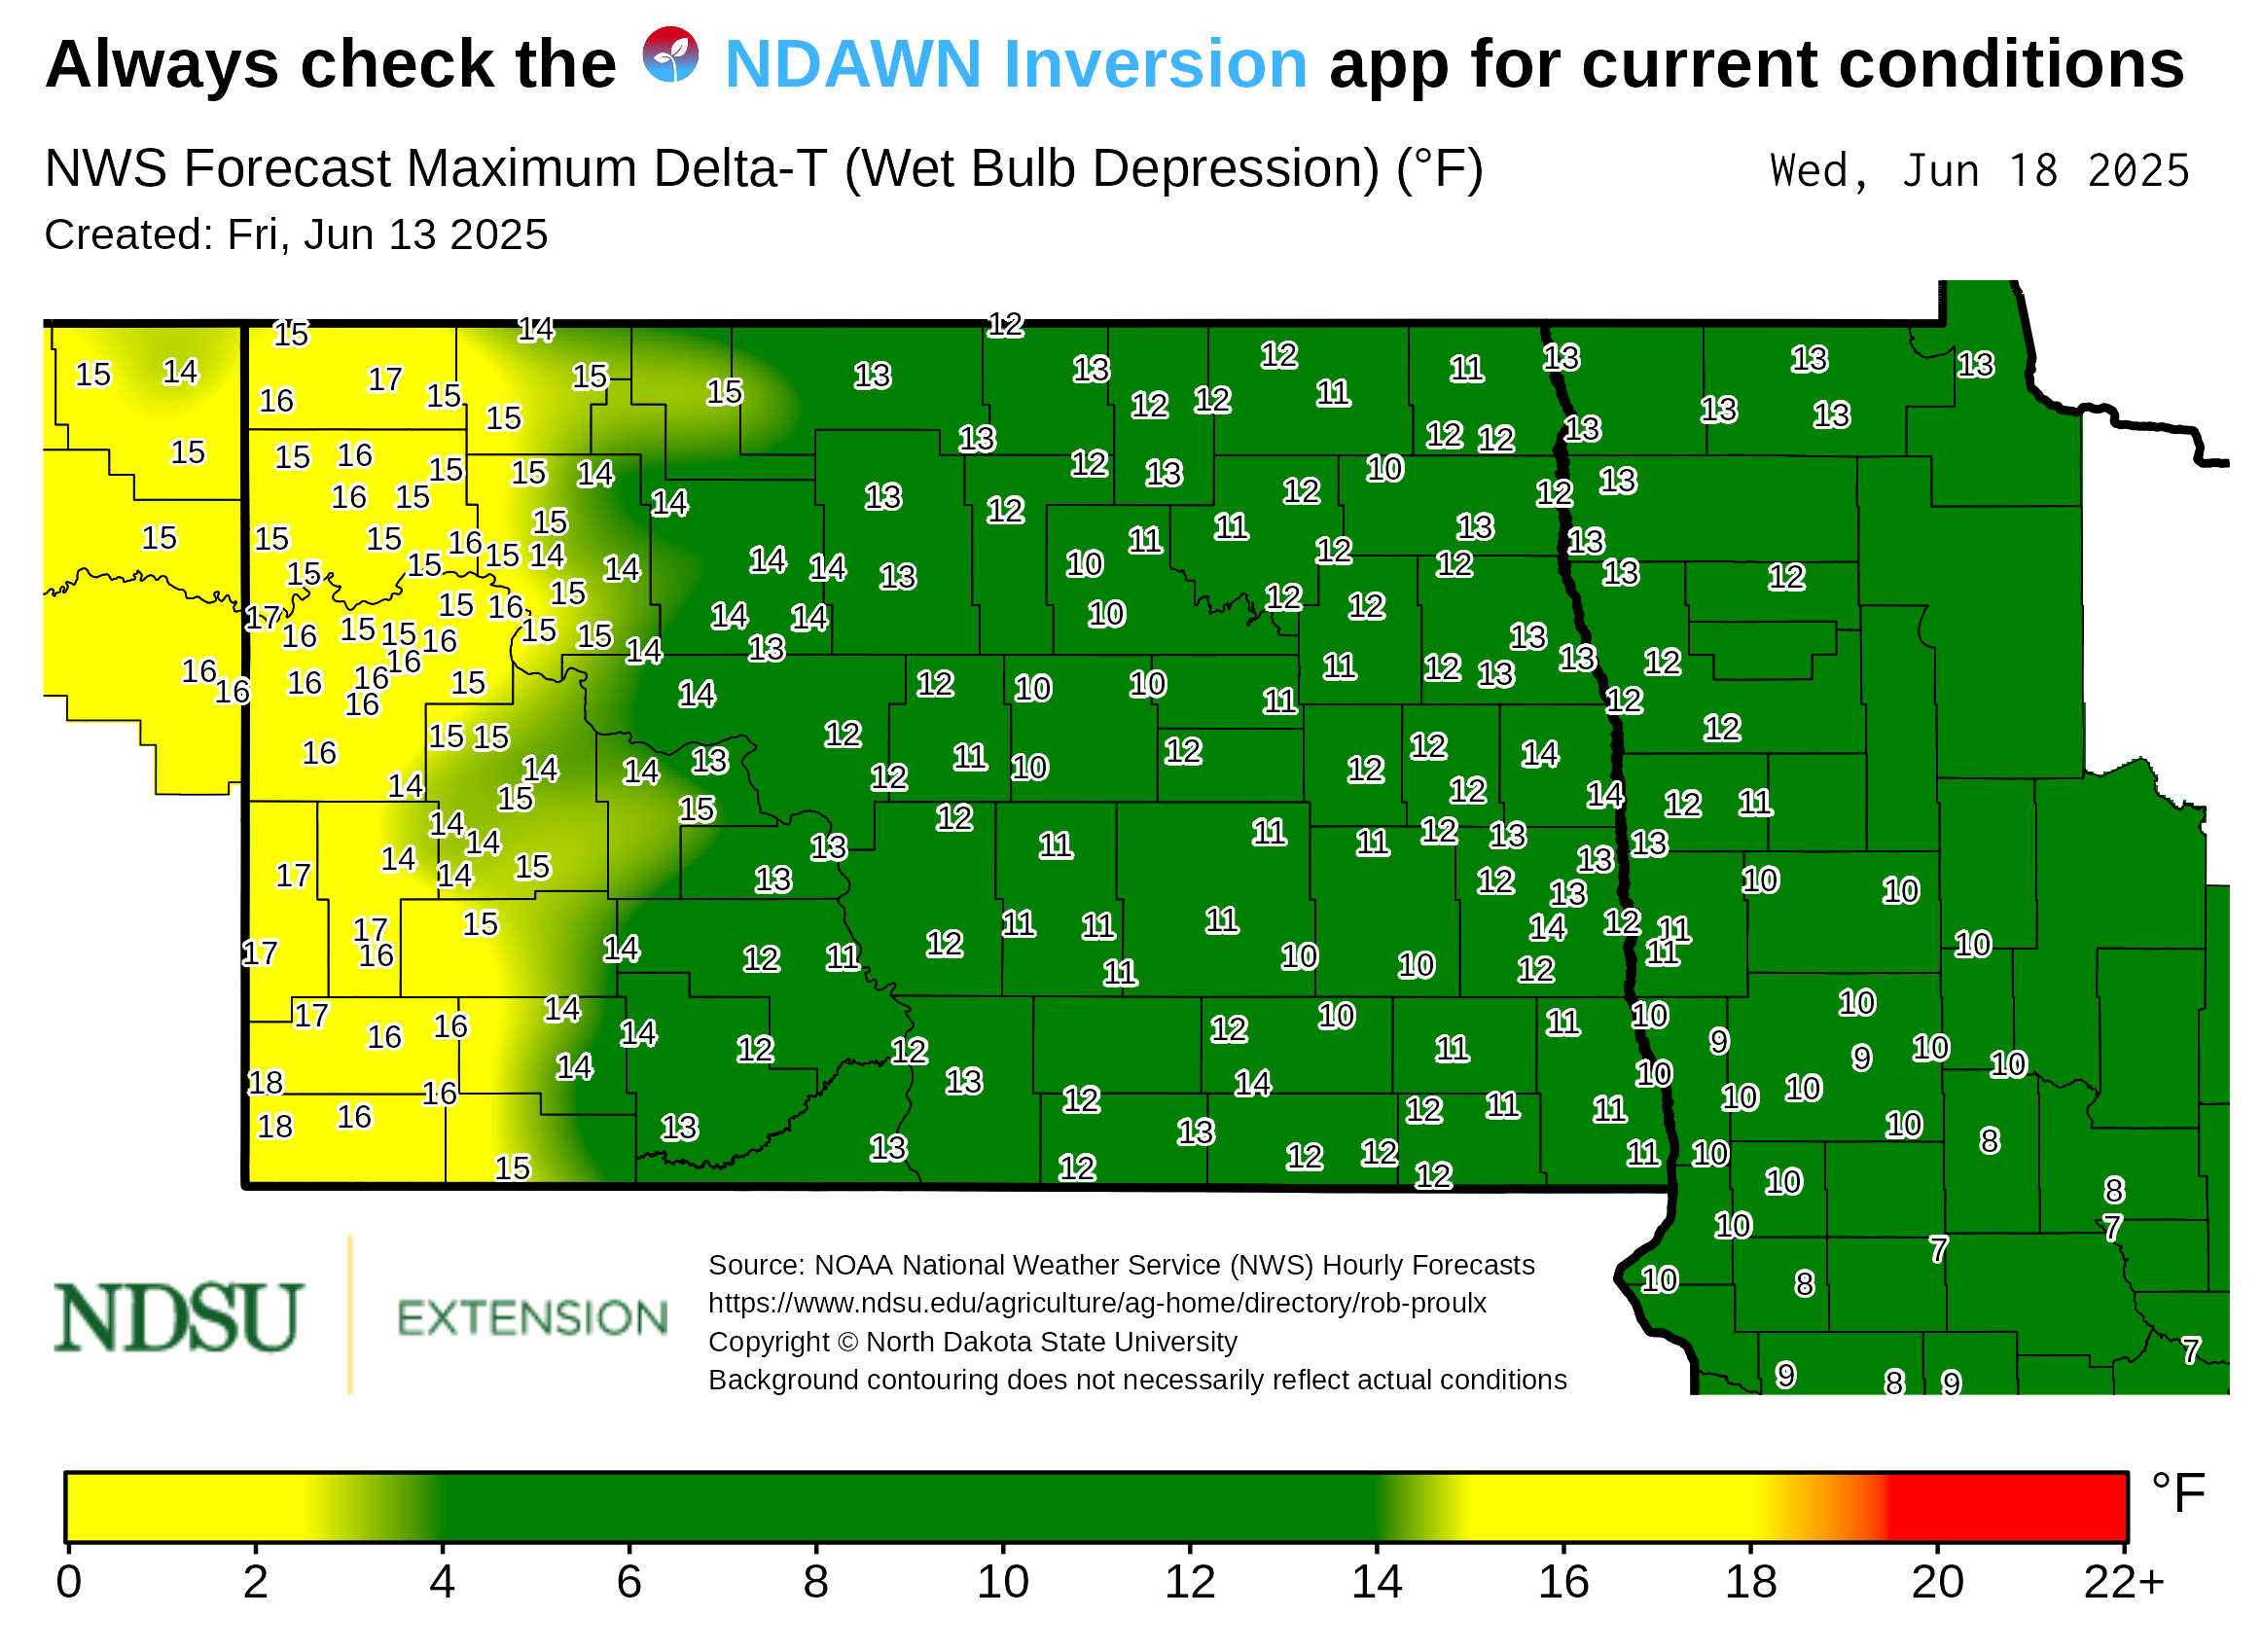 Always check the NDAWN Inversion app for current conditions
NWS Forecast Maximum Delta-T (Wet Bulb Depression) (°F) Wed, Jun 18 2025
Created: Fri, Jun 13 2025
15 14 12
15 14 17 16 15 15 15 15 13 13 12 12 12 11 11 13 13 13
15 13 12 12 13 13 13 13
15 15 16 15 15 14 12 13 10
16 15 14 13 12 12 12 13
15 15 15 16 15 15 14 11 11 13 13
15 15 14 14 14 13 10 12 12 13 12
17 15 16 15 14 14 10 12 12
16 15 15 16 15 15 14 13 13 13 12
16 16 16 16 16 15 14 12 10 10 11 11 12 13 12
16 15 15 12 11 12 12 14 12
14 14 15 14 13 12 10 12 12 14 12 11
14 14 15 12 11 11 11 12 13 13
17 14 14 15 13 13 12 13 13 10 10
17 17 16 15 14 12 11 12 11 11 11 11 10 10 14 12 12 11 11 10
17 16 16 14 14 12 12 10 11 11 10 9 10 9 10 10
18 16 14 12 13 14 12 10 10 10
18 16 13 12 13 12 11 11 10 8
15 13 12 12 12 12 11 10 10 8
10 7 7
10 8
7
9 8 9
NDSU EXTENSION
Source: NOAA National Weather Service (NWS) Hourly Forecasts
https://www.ndsu.edu/agriculture/ag-home/directory/rob-proulx
Copyright © North Dakota State University
Background contouring does not necessarily reflect actual conditions
°F
0 2 4 6 8 10 12 14 16 18 20 22+